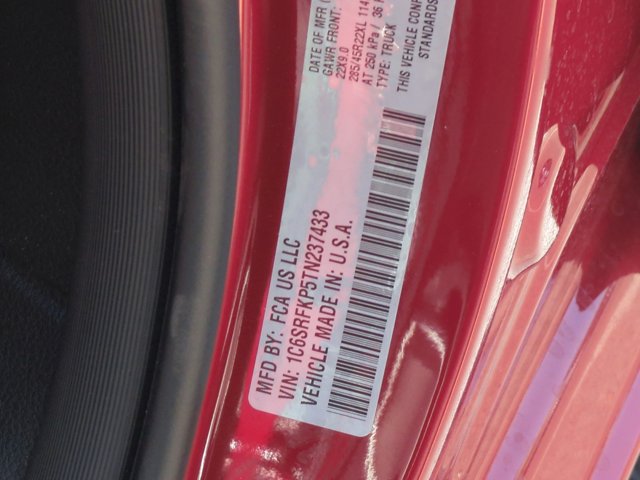 MFD BY: FCA US LLC
VIN: 1C6SRFKP5TN237433
VEHICLE MADE IN: U.S.A.
DATE OF MFR
GAWR FRONT:
22X9.0
285/45R22XL 114
AT 250 kPa / 36
TYPE: TRUCK
THIS VEHICLE
STANDARDS